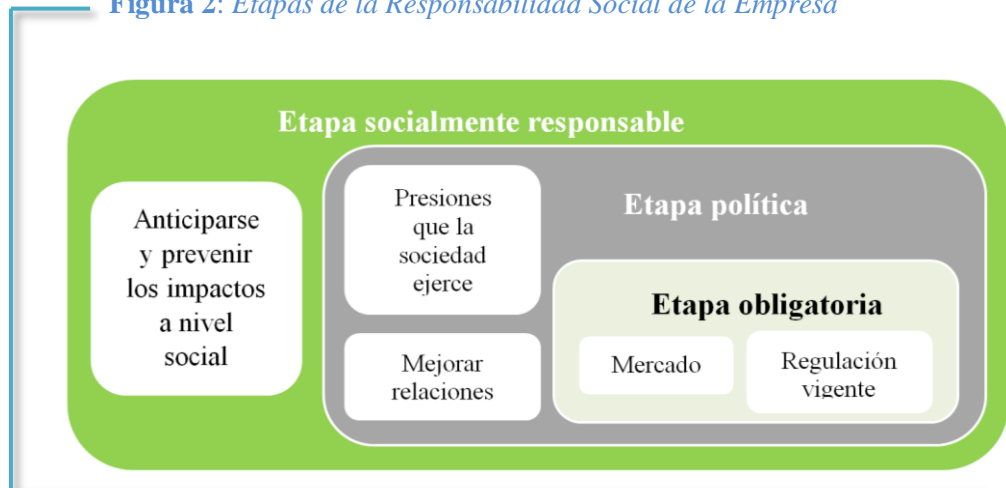 Figura 2: Etapas de la Responsabilidad Social de la Empresa
Etapa socialmente responsable
Anticiparse
y prevenir
los impactos
a nivel
social
Presiones
que la
sociedad
ejerce
Mejorar
relaciones
Etapa política
Etapa obligatoria
Mercado
Regulación
vigente